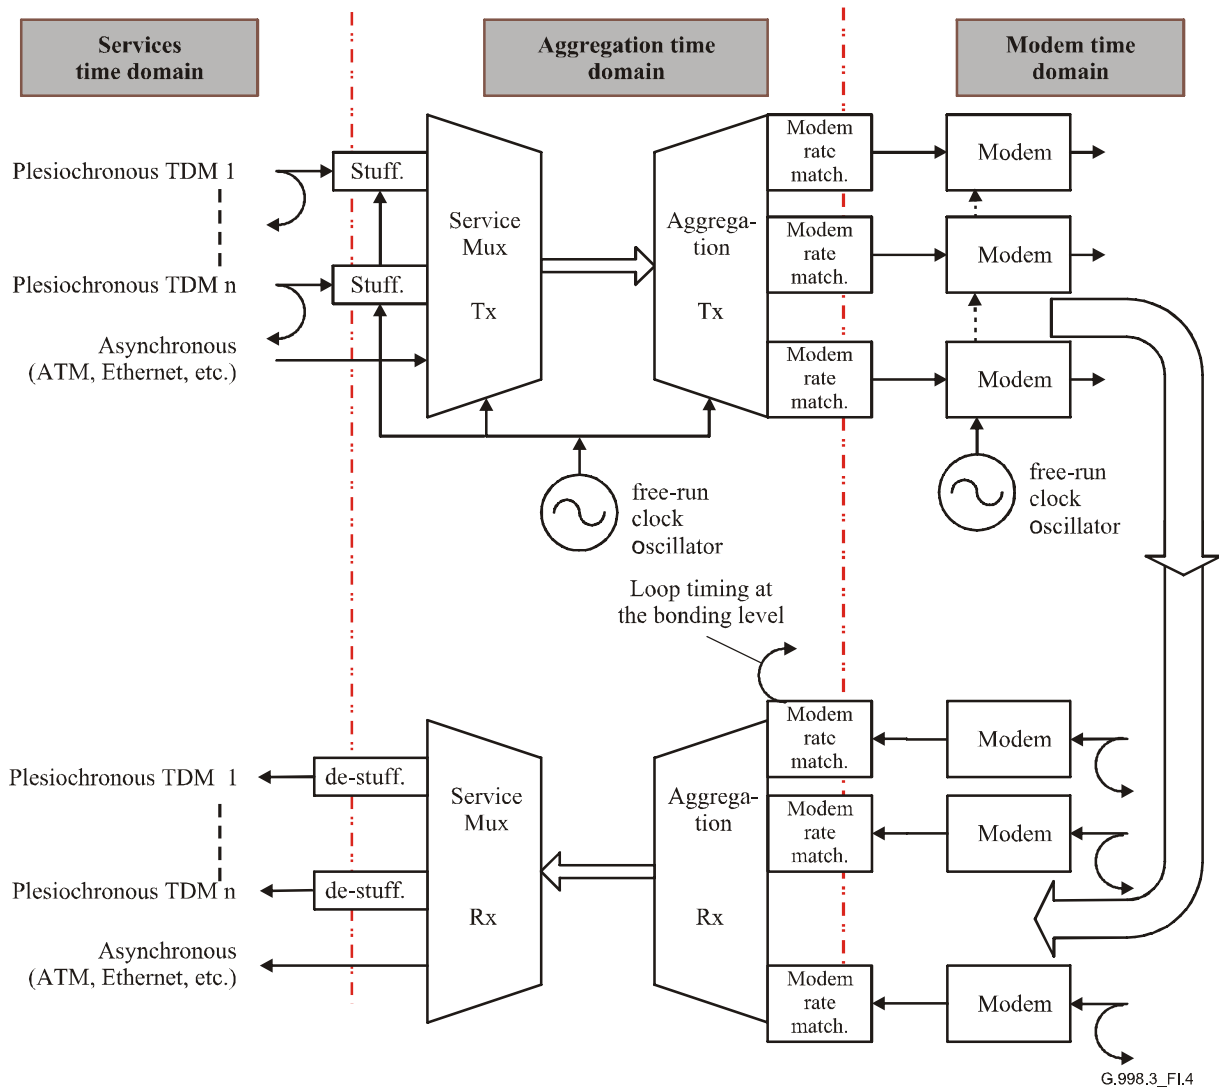 Services
time domain
Aggregation time
domain
Modem time
domain
Plesiochronous TDM 1
Plesiochronous TDM n
Asynchronous
(ATM, Ethernet, etc.)
Stuff.
Stuff.
Service
Mux
Tx
Aggrega-
tion
Tx
Modem
ratc
match.
Modem
rate
match.
Modem
rate
match.
Modem
Modem
Modem
free-run
clock
oscillator
free-run
clock
oscillator
Loop timing at
the bonding level
Plesiochronous TDM 1
Plesiochronous TDM n
Asynchronous
(ATM, Ethernet, etc.)
de-stuff.
de-stuff.
Service
Mux
Rx
Aggrega-
tion
Rx
Modem
ratc
match.
Modem
rate
match.
Modem
rate
match.
Modem
Modem
Modem
G.998.3_FI.4